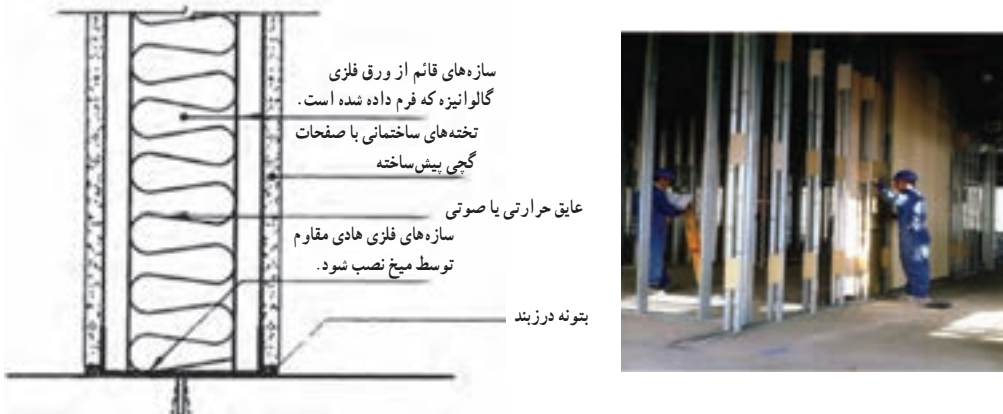 سازه‌های قائم از ورق فلزی
گالوانیزه که فرم داده شده است.
تخته‌های ساختمانی با صفحات
گچی پیش‌ساخته
عایق حرارتی یا صوتی
سازه‌های فلزی هادی مقاوم
توسط میخ نصب شود.
بتونه درزبند